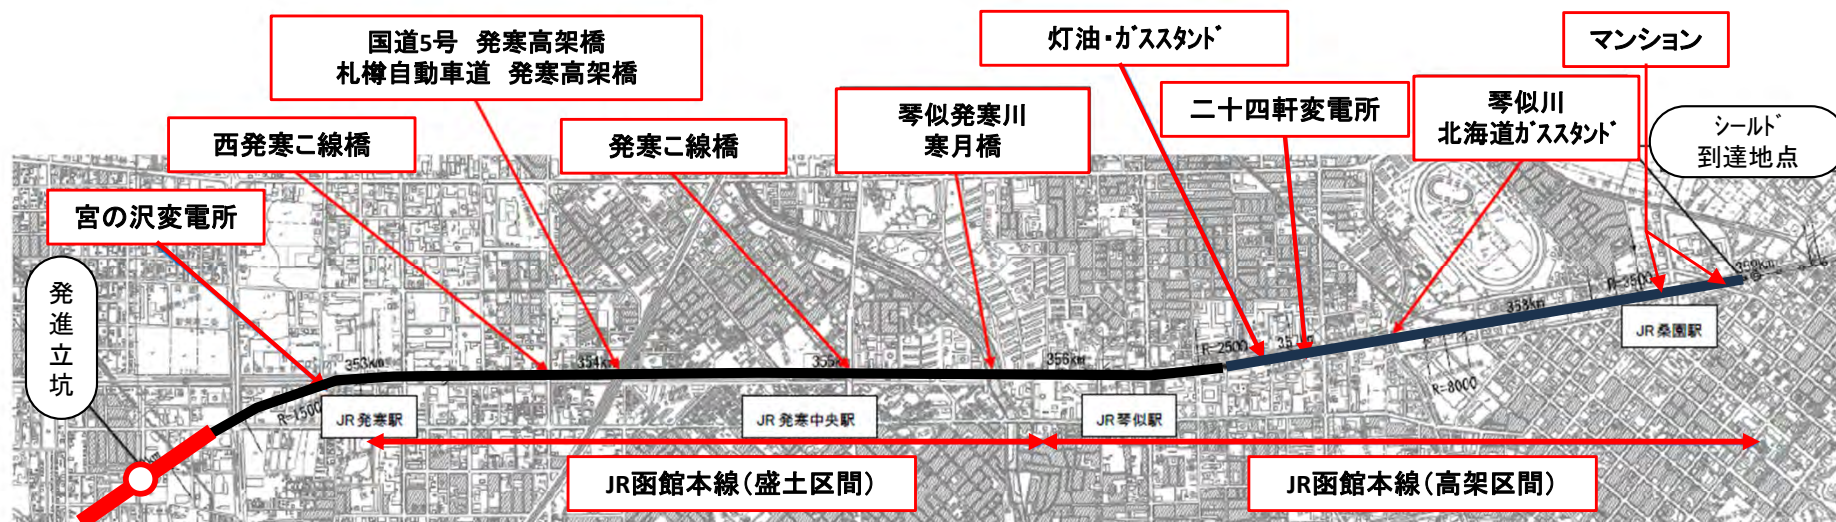 国道5号　発寒高架橋
札樽自動車道　発寒高架橋
灯油・ｶﾞｽｽﾀﾝﾄﾞ
マンション
西発寒こ線橋
発寒こ線橋
琴似発寒川
寒月橋
二十四軒変電所
琴似川
北海道ｶﾞｽｽﾀﾝﾄﾞ
ｼｰﾙﾄﾞ
到達地点
宮の沢変電所
発進立坑
R=1500
353km
354km
355km
356km
R=2500
R=8000
358km
R=3500
359km
JR発寒駅
JR発寒中央駅
JR琴似駅
JR桑園駅
JR函館本線（盛土区間）
JR函館本線（高架区間）